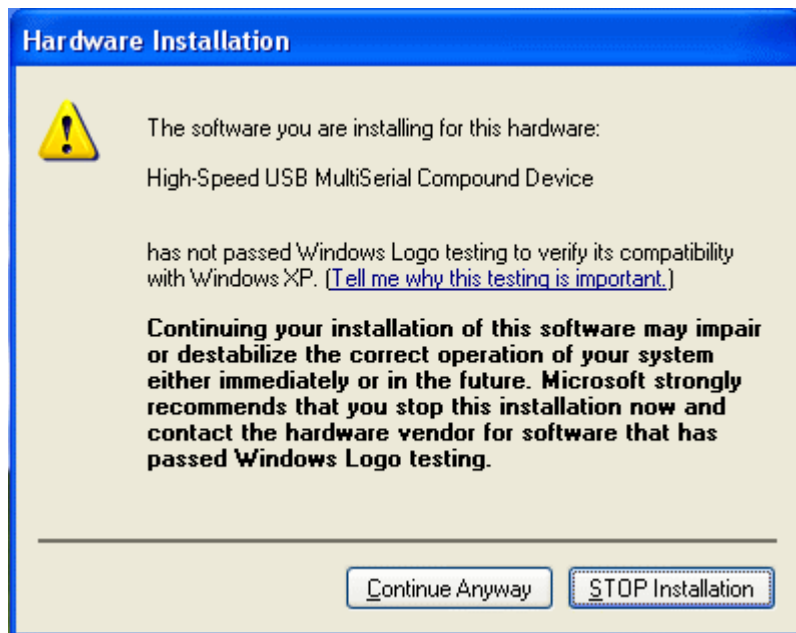 Hardware Installation
The software you are installing for this hardware:
High-Speed USB MultiSerial Compound Device
has not passed Windows Logo testing to verify its compatibility
with Windows XP. (Tell me why this testing is important.)
Continuing your installation of this software may impair
or destabilize the correct operation of your system
either immediately or in the future. Microsoft strongly
recommends that you stop this installation now and
contact the hardware vendor for software that has
passed Windows Logo testing.
Continue Anyway
STOP Installation